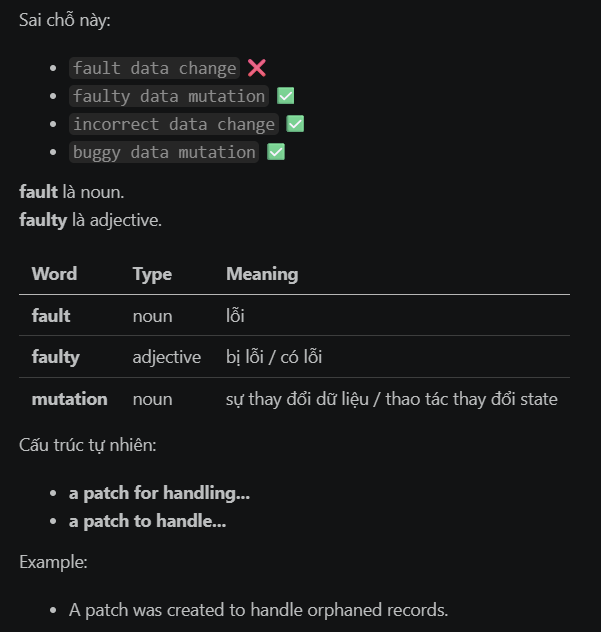 Sai chỗ này:
fault data change ❌
faulty data mutation ✅
incorrect data change ✅
buggy data mutation ✅
fault là noun.
faulty là adjective.
Word Type Meaning
fault noun lỗi
faulty adjective bị lỗi / có lỗi
mutation noun sự thay đổi dữ liệu / thao tác thay đổi state
Cấu trúc tự nhiên:
a patch for handling...
a patch to handle...
Example:
A patch was created to handle orphaned records.